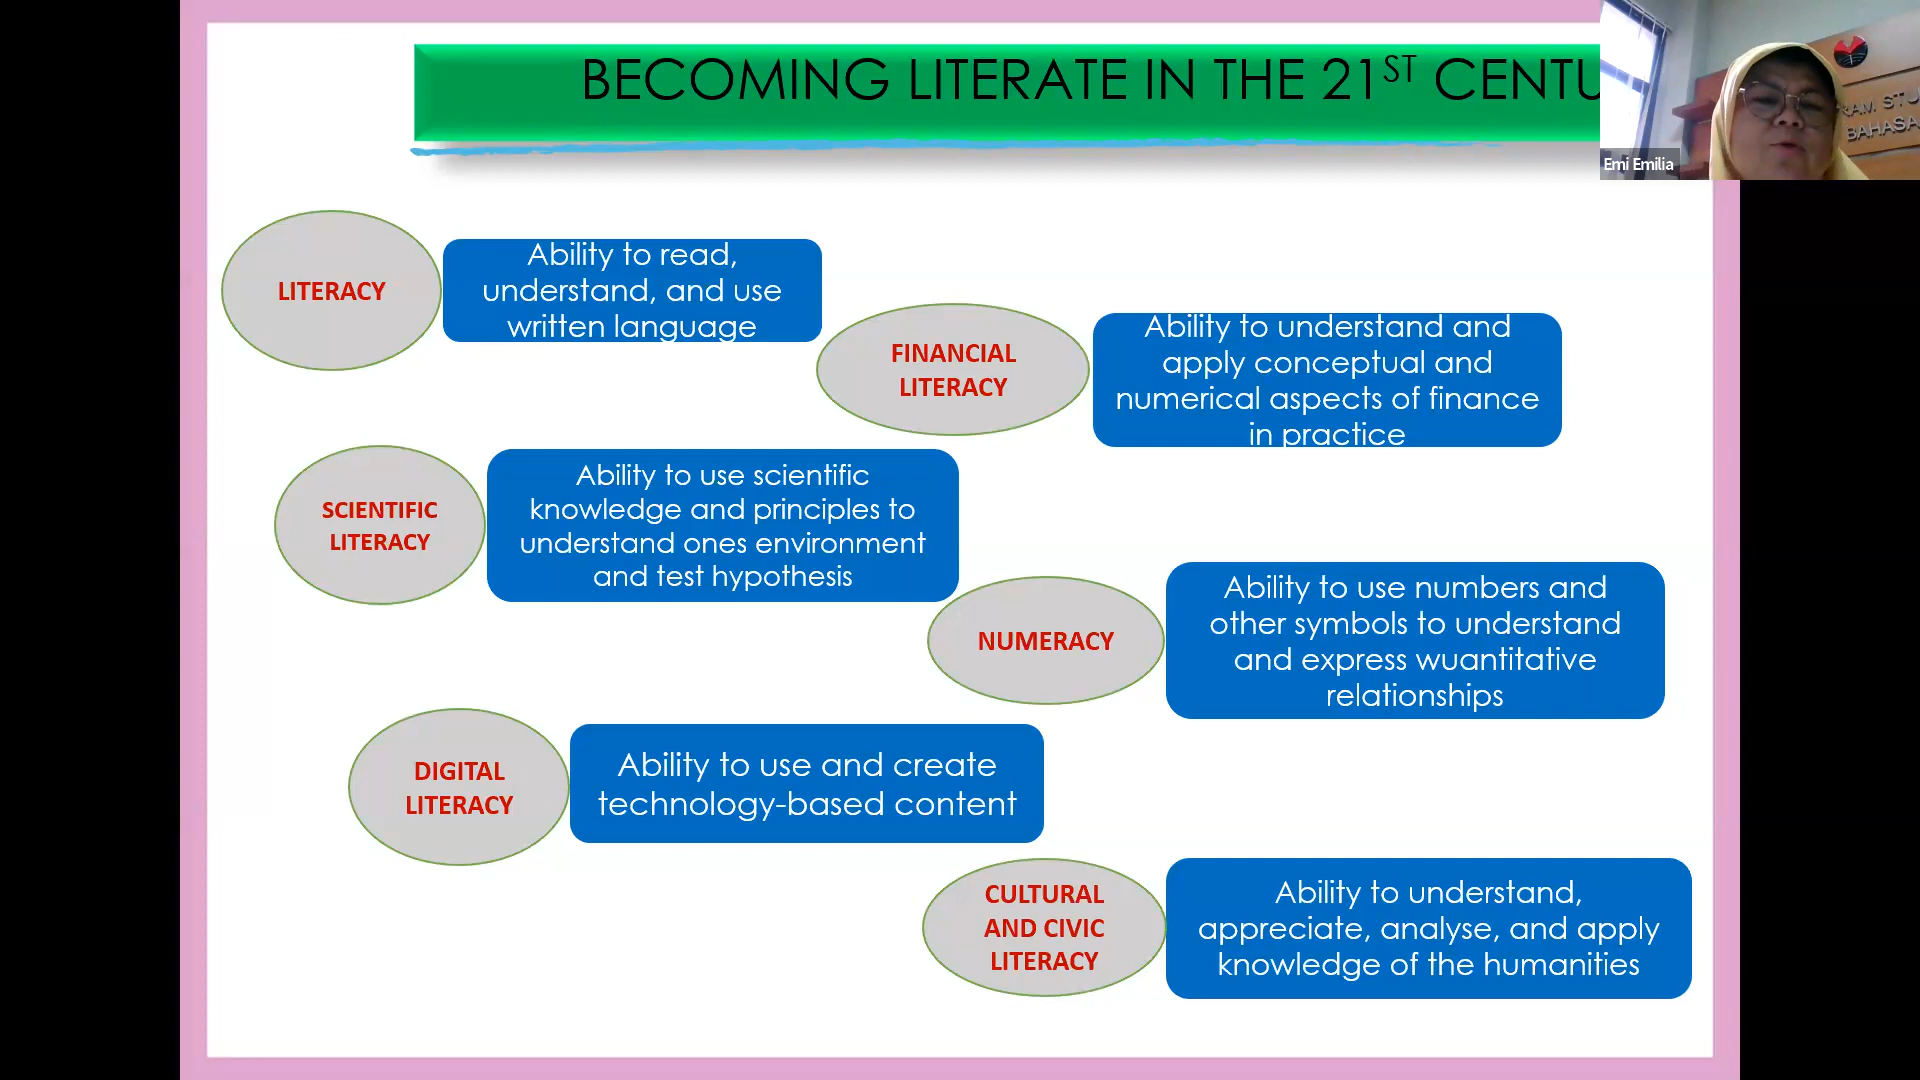 BECOMING LITERATE IN THE 21ST CENTU
RAM STU
BAHASA
Emi Emilia
LITERACY
Ability to read,
understand, and use
written language
FINANCIAL
LITERACY
Ability to understand and
apply conceptual and
numerical aspects of finance
in practice
SCIENTIFIC
LITERACY
Ability to use scientific
knowledge and principles to
understand ones environment
and test hypothesis
NUMERACY
Ability to use numbers and
other symbols to understand
and express wuantitative
relationships
DIGITAL
LITERACY
Ability to use and create
technology-based content
CULTURAL
AND CIVIC
LITERACY
Ability to understand,
appreciate, analyse, and apply
knowledge of the humanities